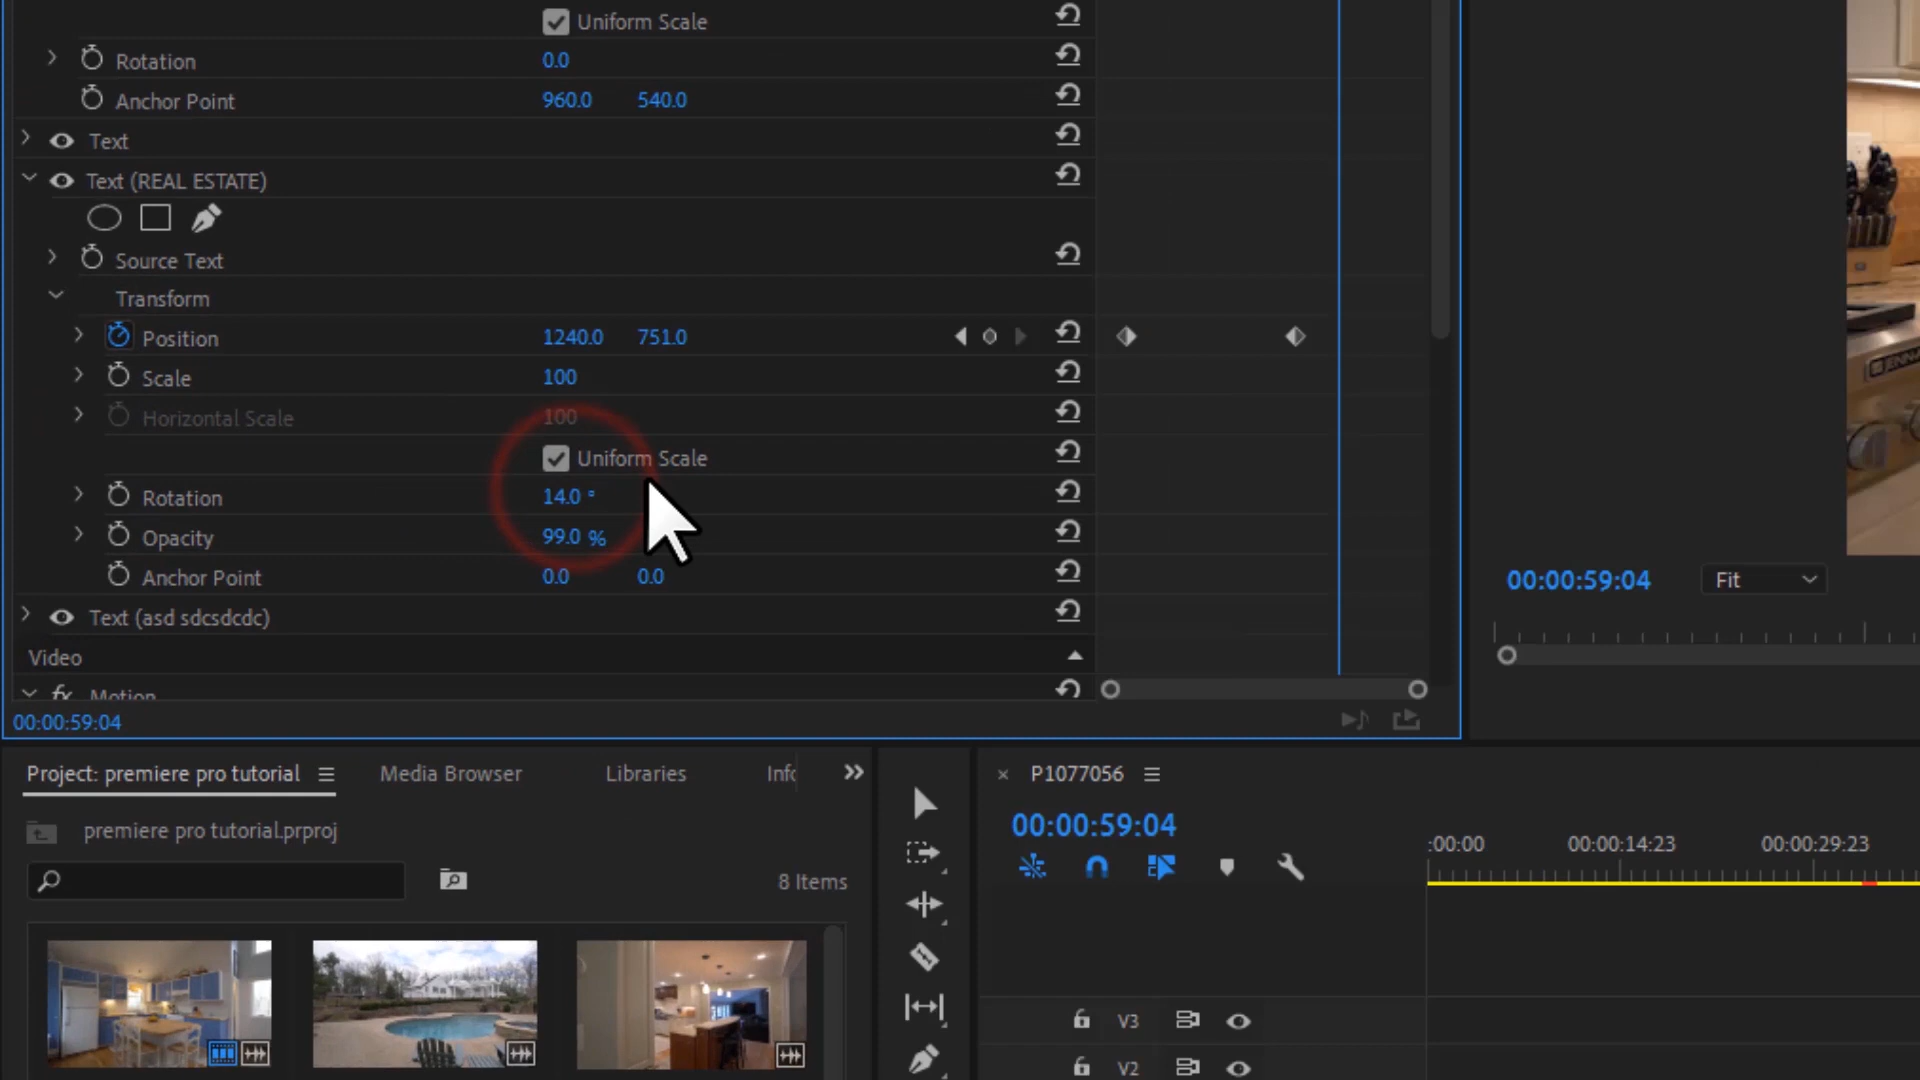 Uniform Scale
Rotation 0.0
Anchor Point 960.0 540.0
Text
Text (REAL ESTATE)
Source Text
Transform
Position 1240.0 751.0
Scale 100
Horizontal Scale 100
Uniform Scale
Rotation 14.0 °
Opacity 99.0 %
Anchor Point 0.0 0.0
Text (asd sdcsdcdc)
Video
fx Motion
00:00:59:04
00:00:59:04 Fit
Project: premiere pro tutorial Media Browser Libraries Info
premiere pro tutorial.prproj
8 Items
P1077056
00:00:59:04
:00:00 00:00:14:23 00:00:29:23
V3
V2